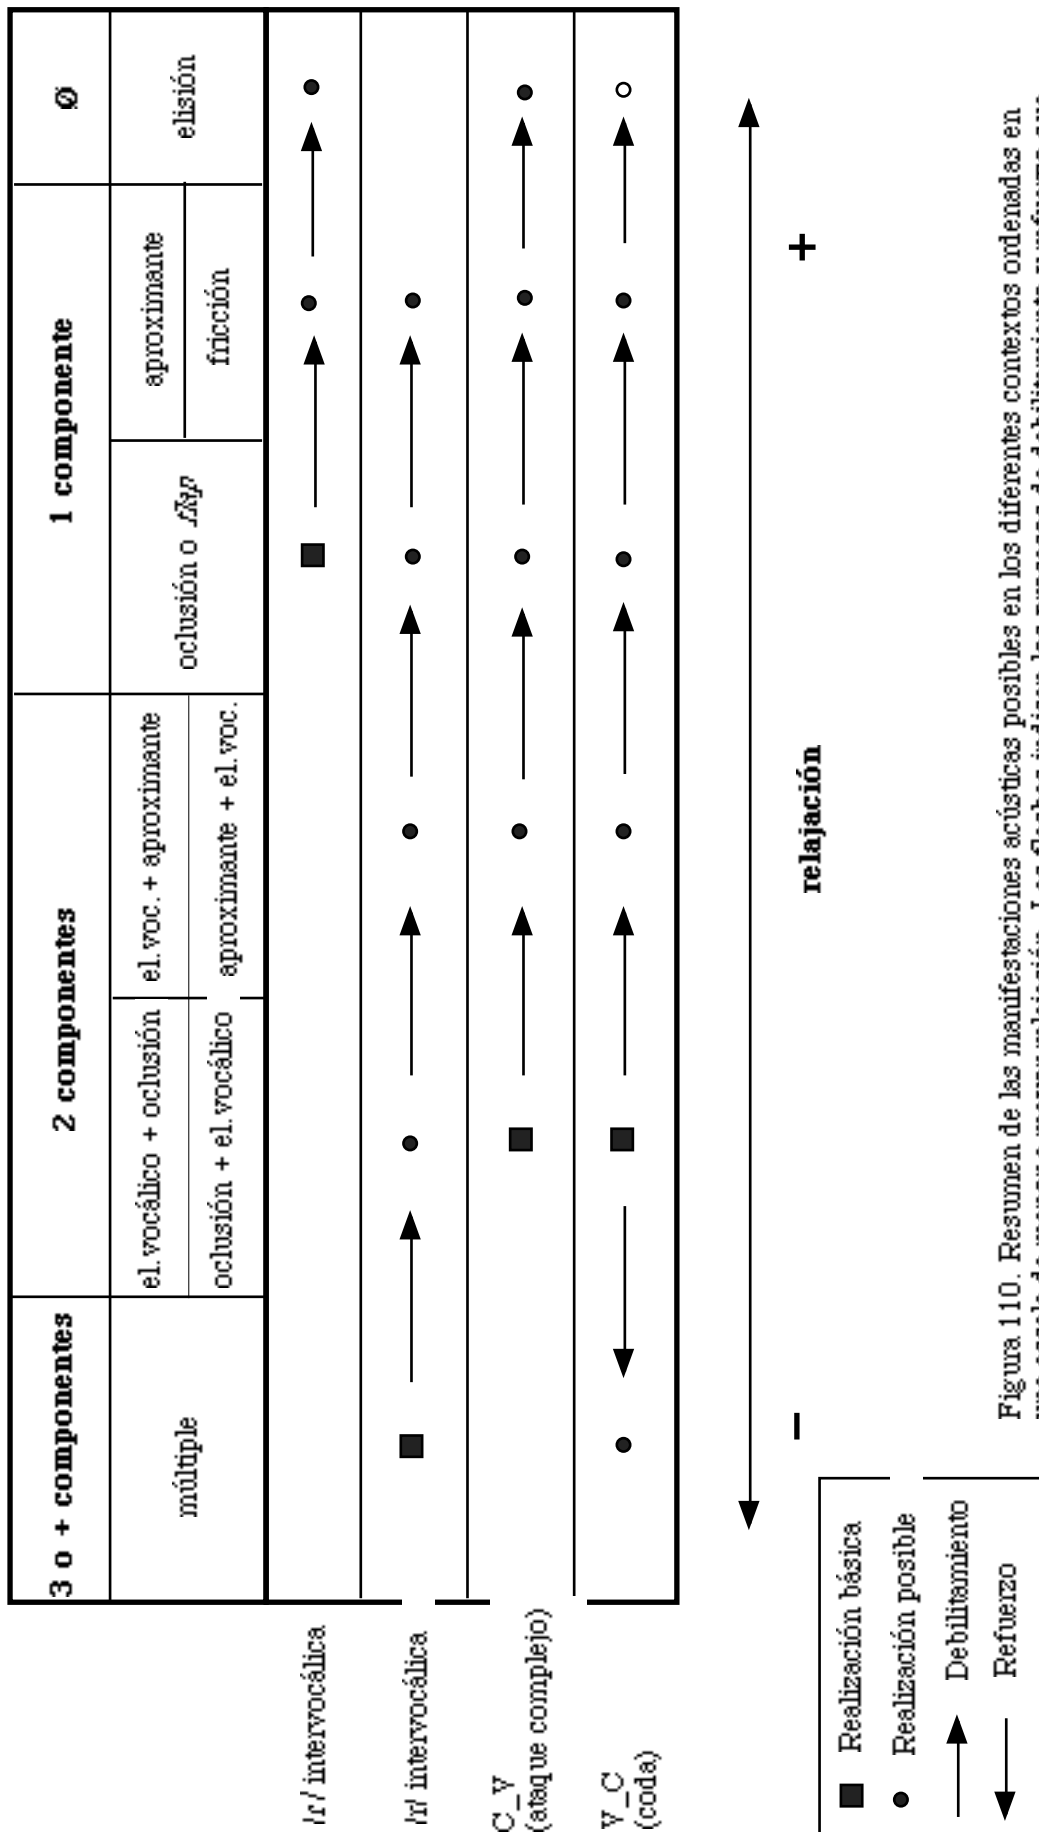 3 o + componentes
2 componentes
1 componente
Ø
múltiple
el.vocálico + oclusión
oclusión + el.vocálico
el.voc. + aproximante
aproximante + el.voc.
oclusión o flap
aproximante
fricción
elisión
/ɾ/ intervocálica
/r/ intervocálica
C_V
(ataque complejo)
V_C
(coda)
−
relajación
+
Realización básica
Realización posible
Debilitamiento
Refuerzo
Figura 110. Resumen de las manifestaciones acústicas posibles en los diferentes contextos ordenadas en